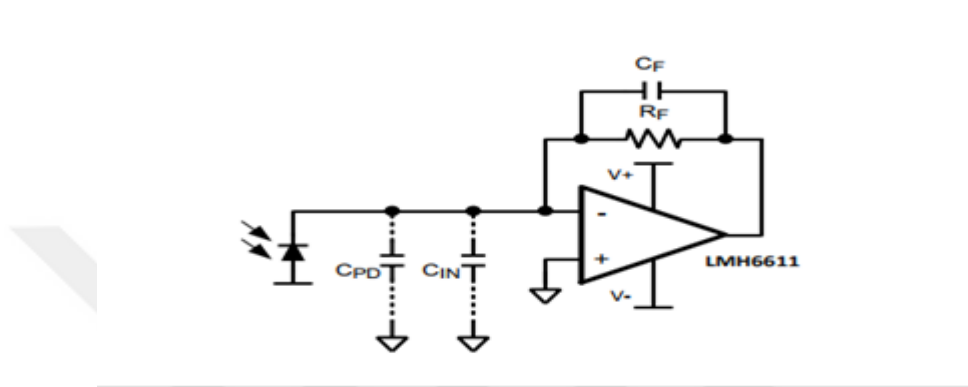 CF
RF
V+
-
CPD
CIN
+
LMH6611
V-